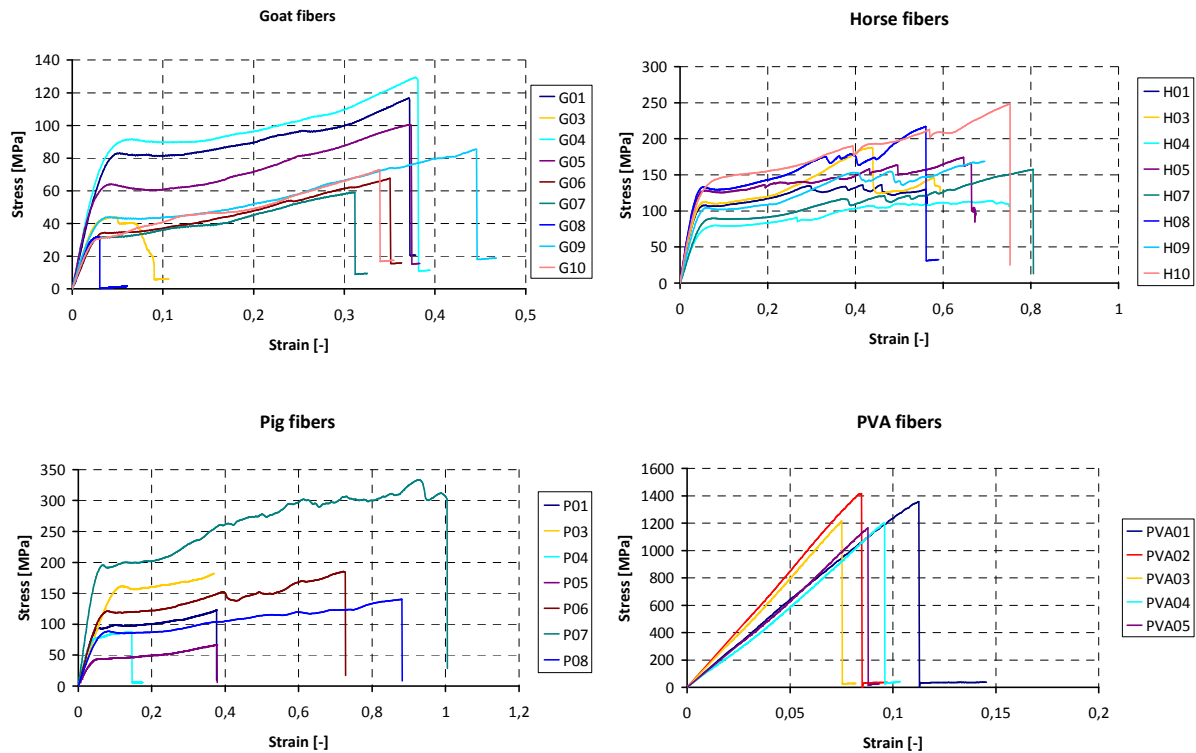 Goat fibers
Stress [MPa]
140
120
100
80
60
40
20
0
0 0,1 0,2 0,3 0,4 0,5
Strain [-]
G01
G03
G04
G05
G06
G07
G08
G09
G10
Horse fibers
Stress [MPa]
300
250
200
150
100
50
0
0 0,2 0,4 0,6 0,8 1
Strain [-]
H01
H03
H04
H05
H07
H08
H09
H10
Pig fibers
Stress [MPa]
350
300
250
200
150
100
50
0
0 0,2 0,4 0,6 0,8 1 1,2
Strain [-]
P01
P03
P04
P05
P06
P07
P08
PVA fibers
Stress [MPa]
1600
1400
1200
1000
800
600
400
200
0
0 0,05 0,1 0,15 0,2
Strain [-]
PVA01
PVA02
PVA03
PVA04
PVA05